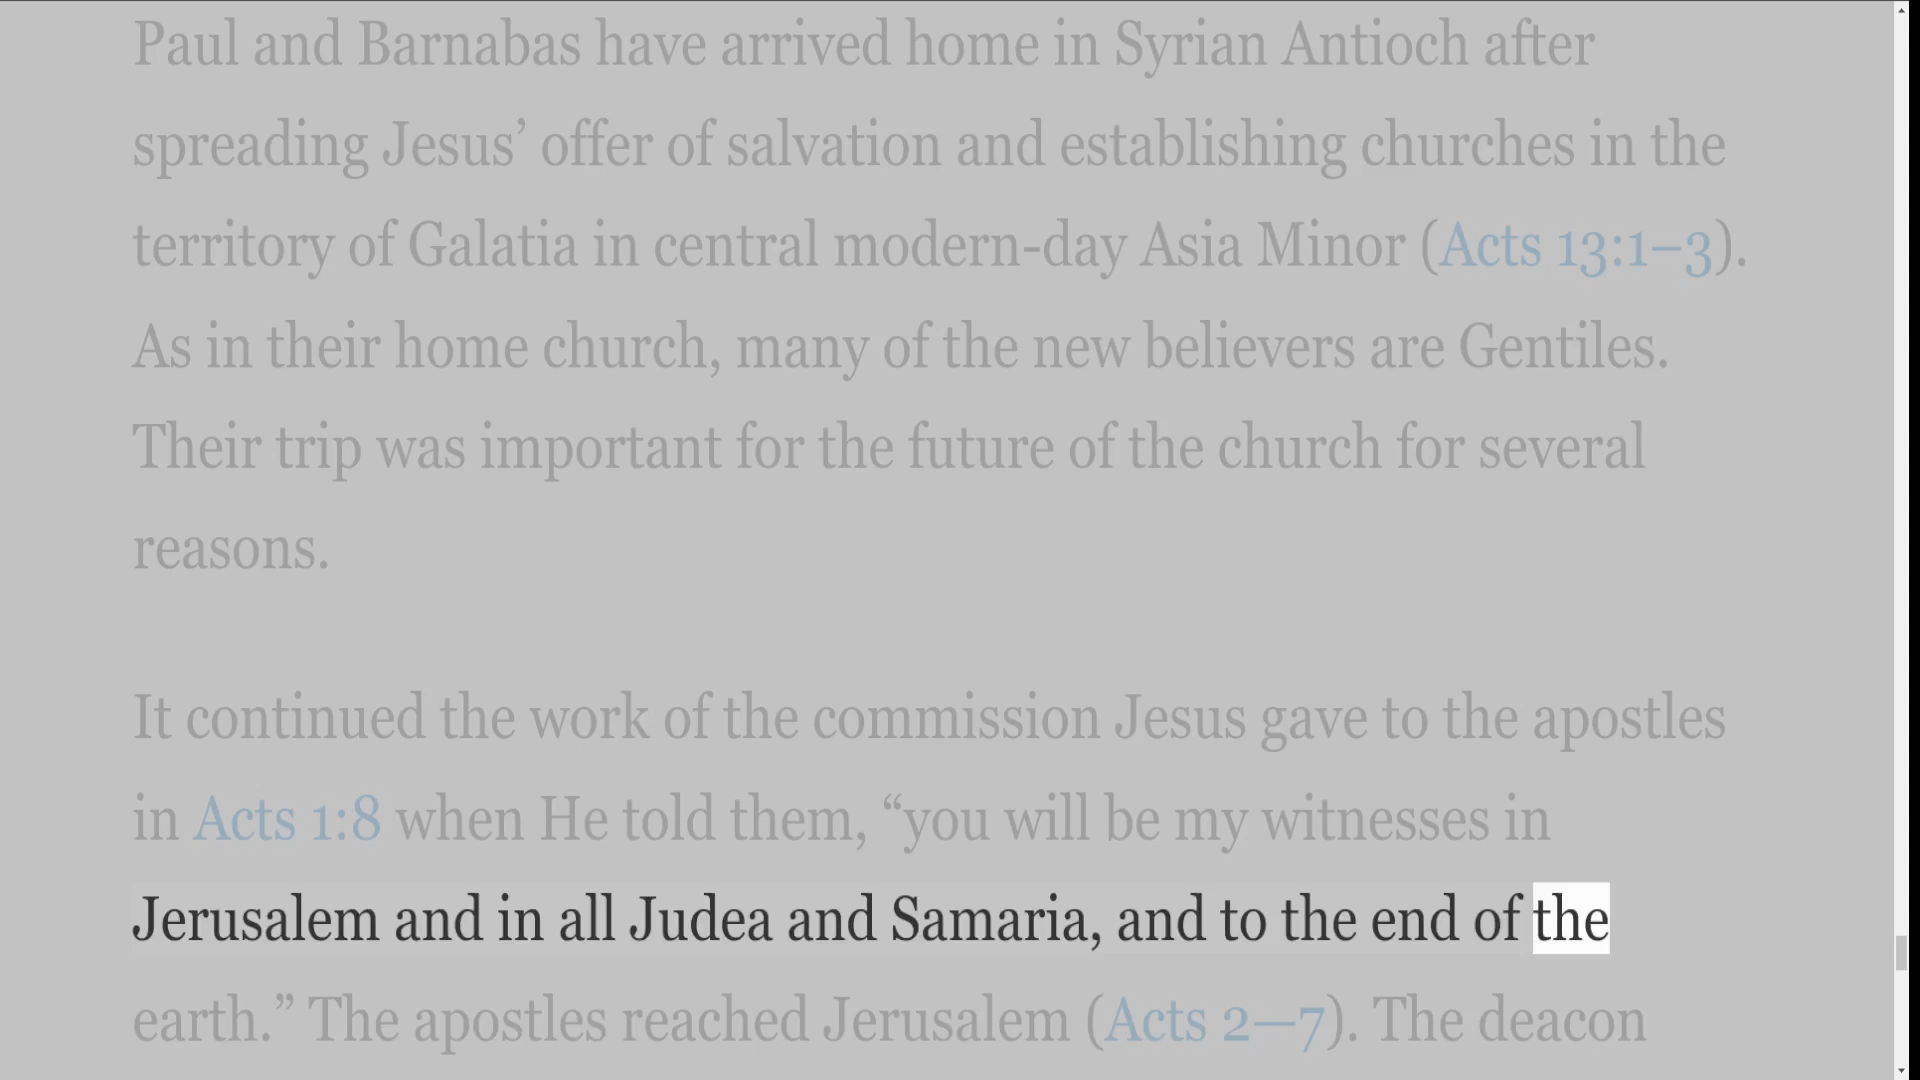 Paul and Barnabas have arrived home in Syrian Antioch after
spreading Jesus’ offer of salvation and establishing churches in the
territory of Galatia in central modern-day Asia Minor (Acts 13:1–3).
As in their home church, many of the new believers are Gentiles.
Their trip was important for the future of the church for several
reasons.
It continued the work of the commission Jesus gave to the apostles
in Acts 1:8 when He told them, “you will be my witnesses in
Jerusalem and in all Judea and Samaria, and to the end of the
earth.” The apostles reached Jerusalem (Acts 2—7). The deacon